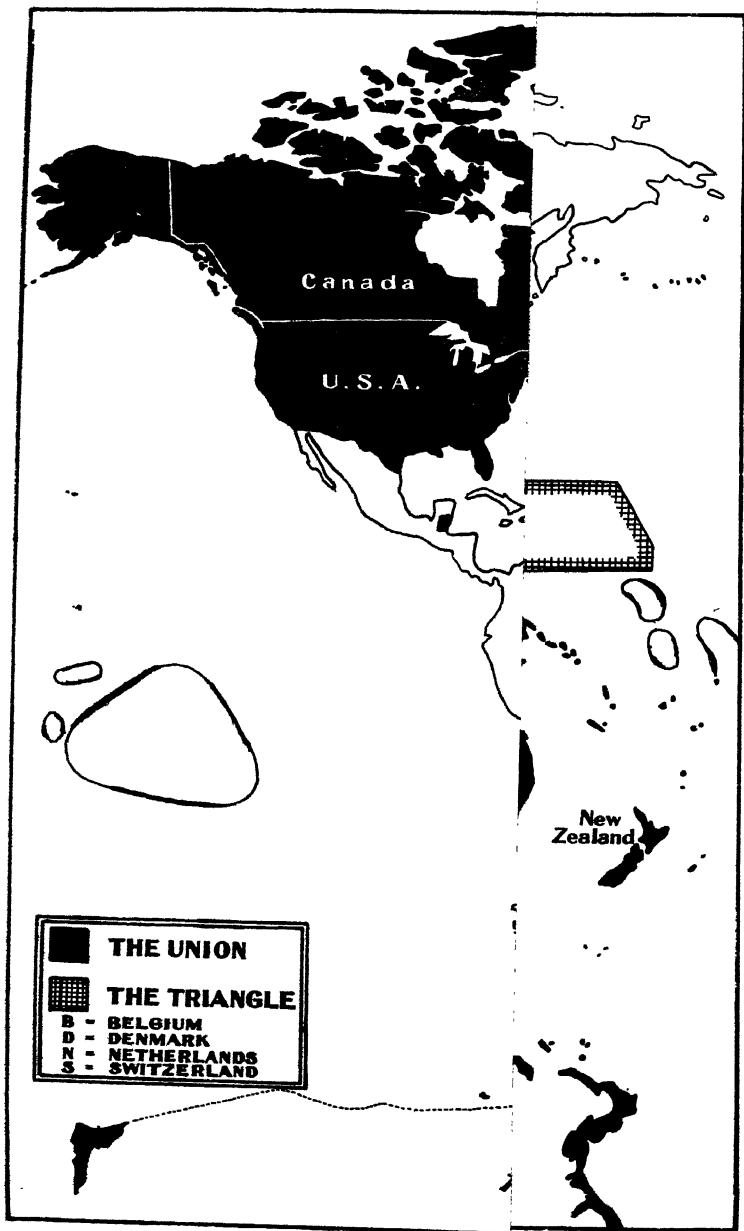 Canada
U.S.A.
New
Zealand
THE UNION
THE TRIANGLE
B - BELGIUM
D - DENMARK
N - NETHERLANDS
S - SWITZERLAND